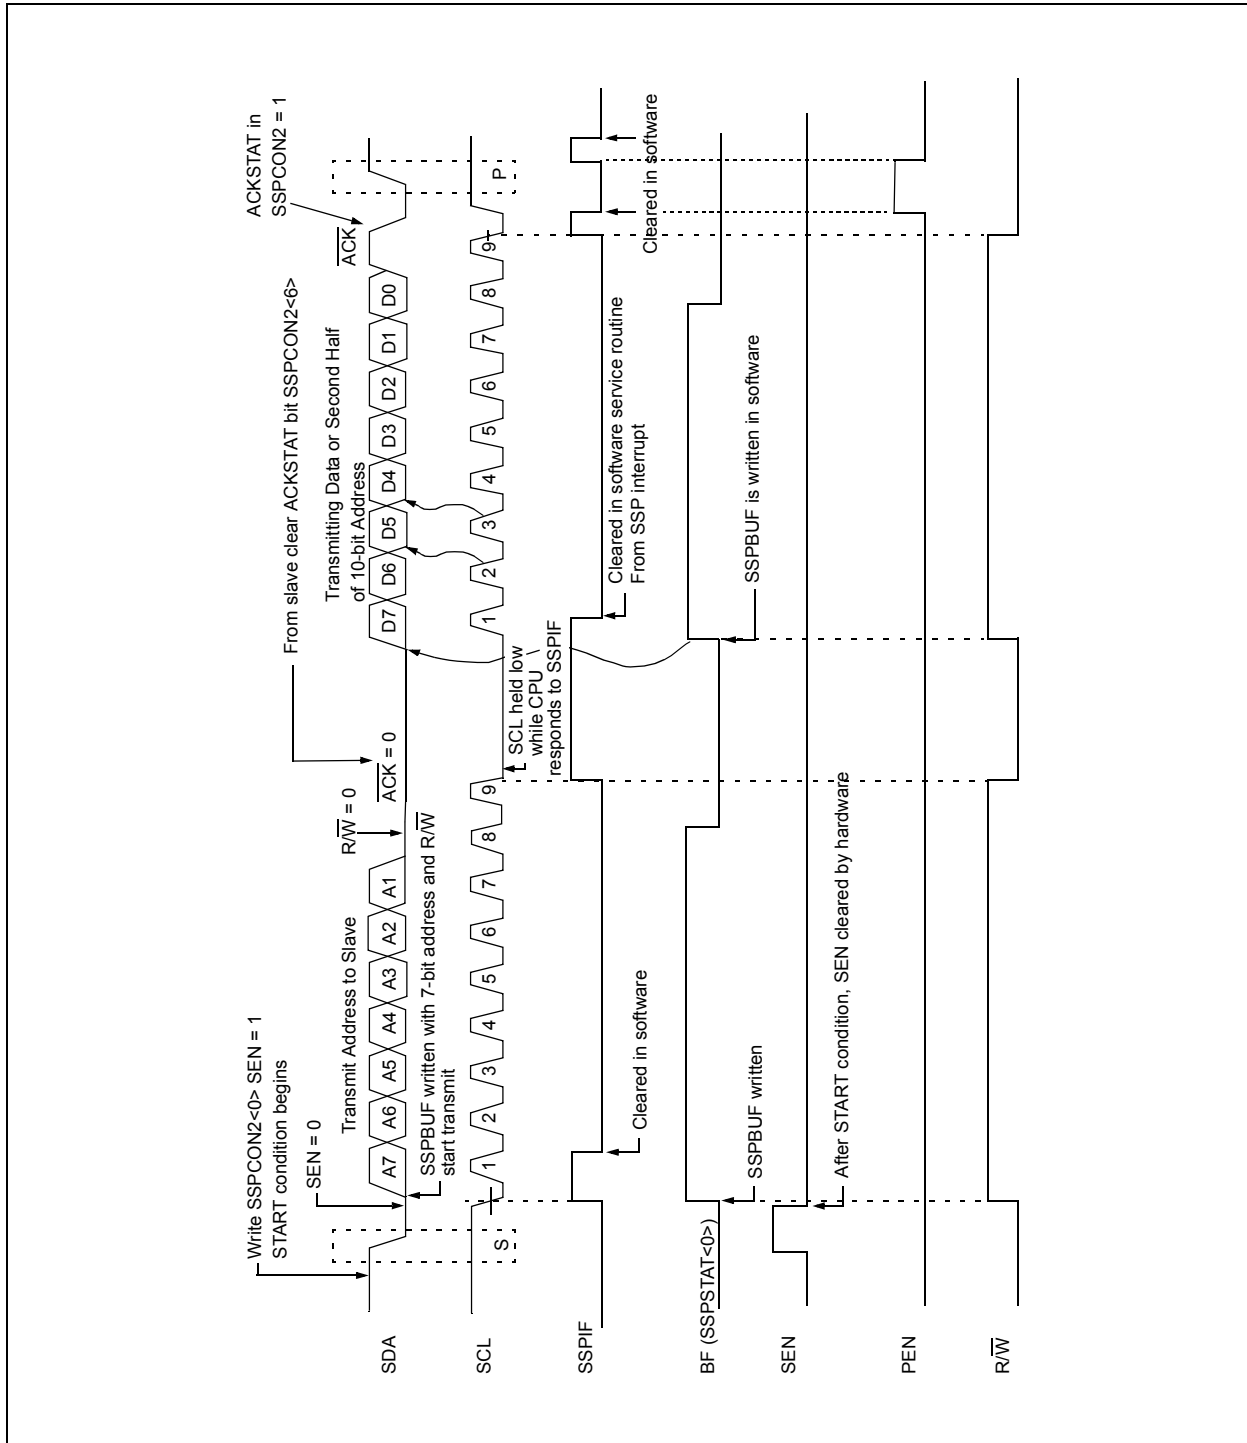 Write SSPCON2<0> SEN = 1
START condition begins
SEN = 0
Transmit Address to Slave
R/W = 0
From slave clear ACKSTAT bit SSPCON2<6>
ACK = 0
Transmitting Data or Second Half
of 10-bit Address
ACKSTAT in
SSPCON2 = 1
ACK
SDA
A7 A6 A5 A4 A3 A2 A1
D7 D6 D5 D4 D3 D2 D1 D0
SSPBUF written with 7-bit address and R/W
start transmit
SCL
S
1 2 3 4 5 6 7 8 9
1 2 3 4 5 6 7 8 9
P
SCL held low
while CPU
responds to SSPIF
SSPIF
Cleared in software
Cleared in software service routine
From SSP interrupt
Cleared in software
Cleared in software
BF (SSPSTAT<0>)
SSPBUF written
SSPBUF is written in software
SEN
After START condition, SEN cleared by hardware
PEN
R/W